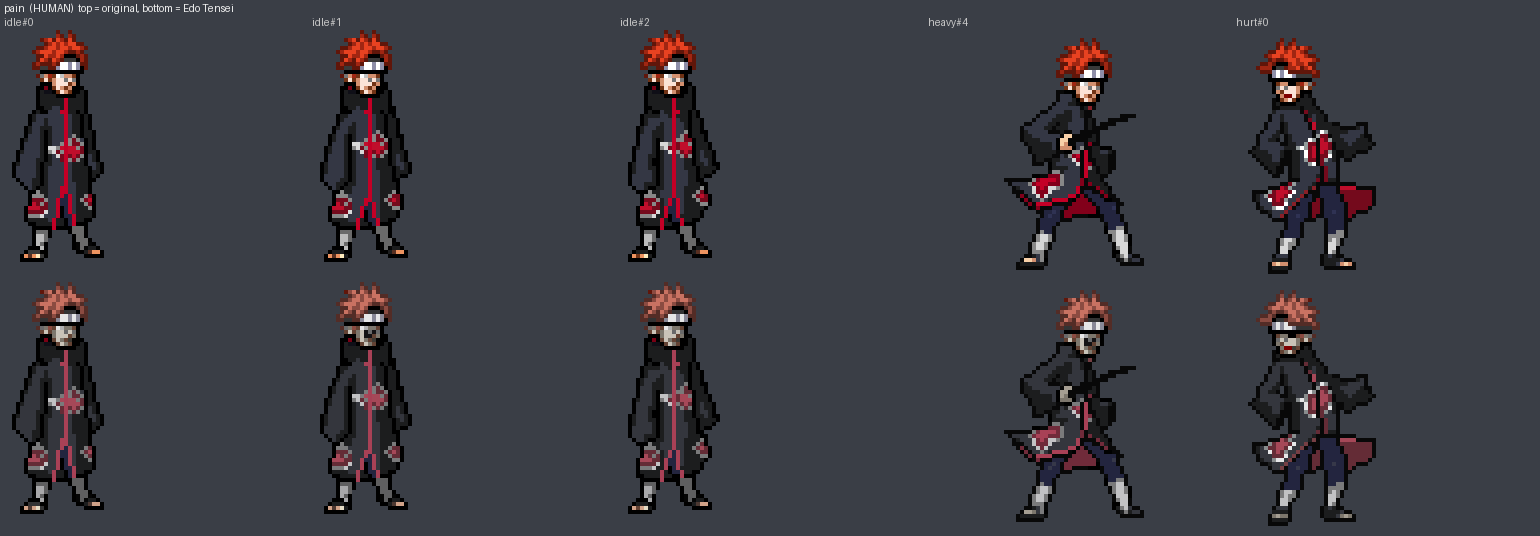 pain (HUMAN) top = original, bottom = Edo Tensei
idle#0 idle#1 idle#2 heavy#4 hurt#0